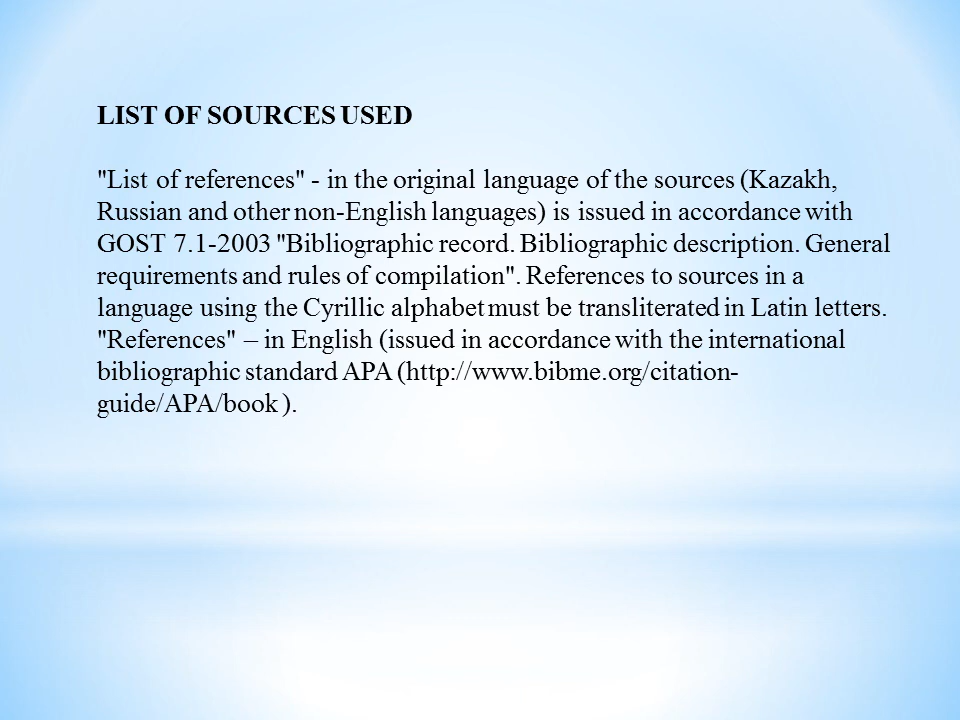 LIST OF SOURCES USED
"List of references" - in the original language of the sources (Kazakh,
Russian and other non-English languages) is issued in accordance with
GOST 7.1-2003 "Bibliographic record. Bibliographic description. General
requirements and rules of compilation". References to sources in a
language using the Cyrillic alphabet must be transliterated in Latin letters.
"References" – in English (issued in accordance with the international
bibliographic standard APA (http://www.bibme.org/citation-
guide/APA/book ).